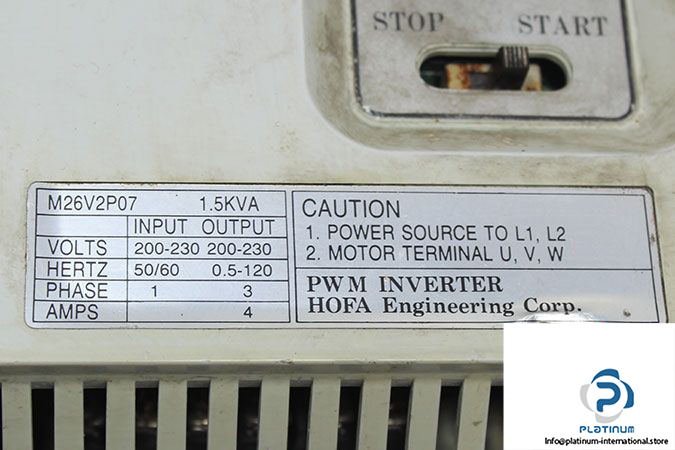 STOP START
M26V2P07 1.5KVA
INPUT OUTPUT
VOLTS 200-230 200-230
HERTZ 50/60 0.5-120
PHASE 1 3
AMPS 4
CAUTION
1. POWER SOURCE TO L1, L2
2. MOTOR TERMINAL U, V, W
PWM INVERTER
HOFA Engineering Corp.
PLATINUM
Info@platinum-international.store